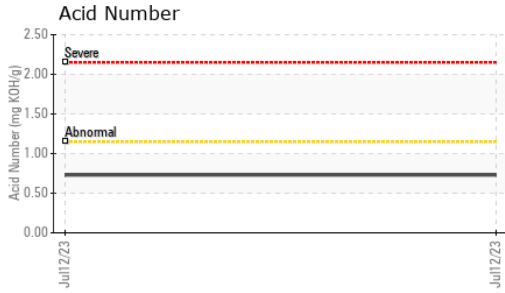 Acid Number
Acid Number (mg KOH/g)
2.50
2.00
1.50
1.00
0.50
0.00
Severe
Abnormal
Jul12/23
Jul12/23